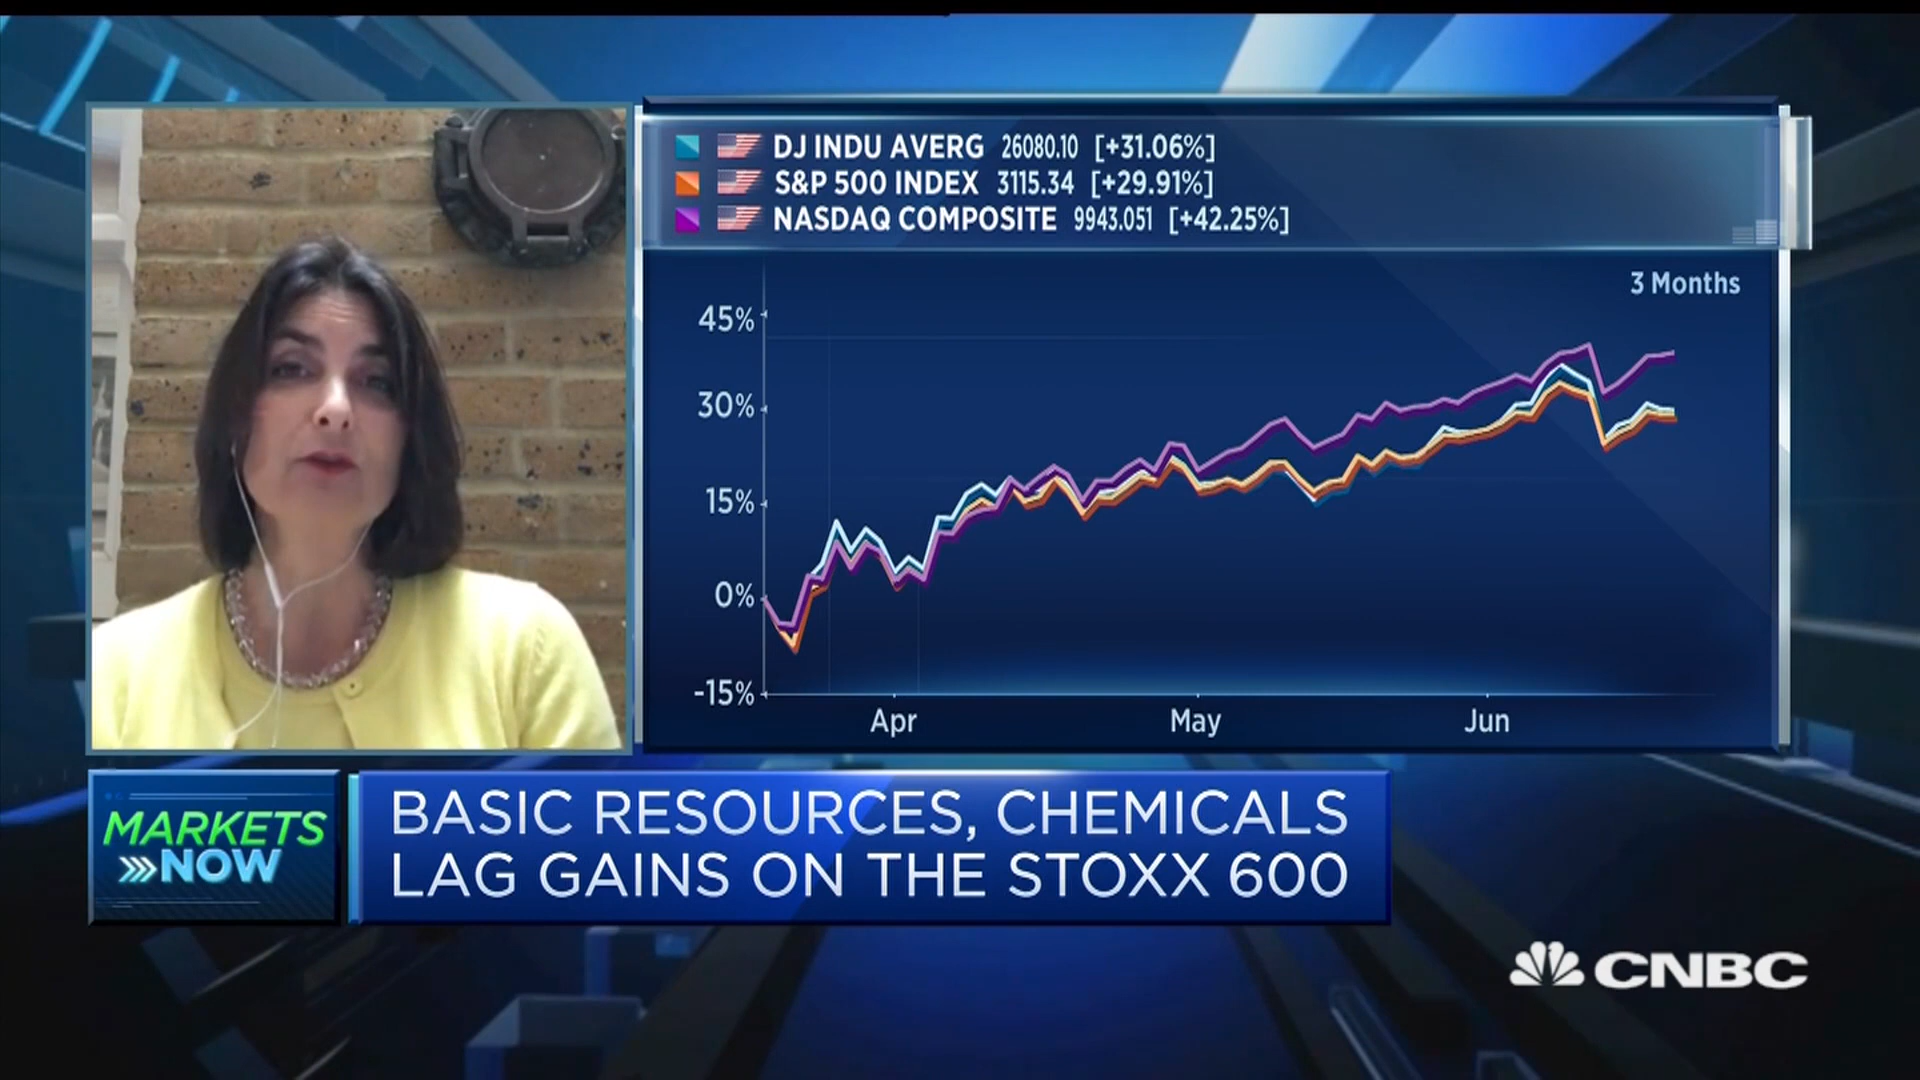 DJ INDU AVERG 26080.10 [+31.06%]
S&P 500 INDEX 3115.34 [+29.91%]
NASDAQ COMPOSITE 9943.051 [+42.25%]
3 Months
45%
30%
15%
0%
-15%
Apr May Jun
MARKETS
NOW
BASIC RESOURCES, CHEMICALS
LAG GAINS ON THE STOXX 600
CNBC